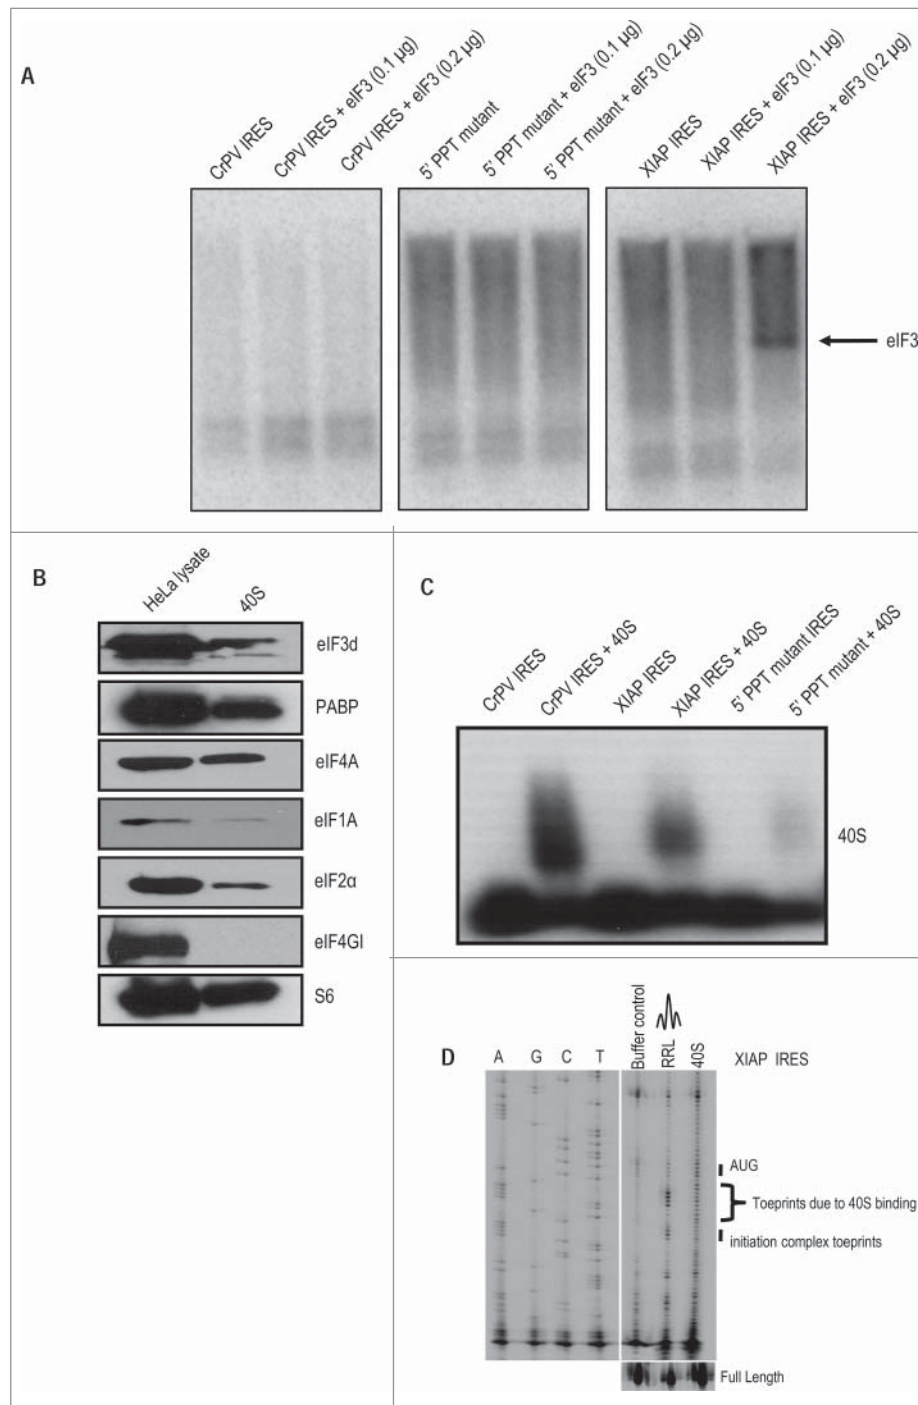 A
CrPV IRES
CrPV IRES + eIF3 (0.1 µg)
CrPV IRES + eIF3 (0.2 µg)
5' PPT mutant
5' PPT mutant + eIF3 (0.1 µg)
5' PPT mutant + eIF3 (0.2 µg)
XIAP IRES
XIAP IRES + eIF3 (0.1 µg)
XIAP IRES + eIF3 (0.2 µg)
eIF3
B
HeLa lysate
40S
eIF3d
PABP
eIF4A
eIF1A
eIF2α
eIF4GI
S6
C
CrPV IRES
CrPV IRES + 40S
XIAP IRES
XIAP IRES + 40S
5' PPT mutant IRES
5' PPT mutant + 40S
40S
D
A G C T
Buffer control
RRL
40S
XIAP IRES
AUG
Toeprints due to 40S binding
initiation complex toeprints
Full Length